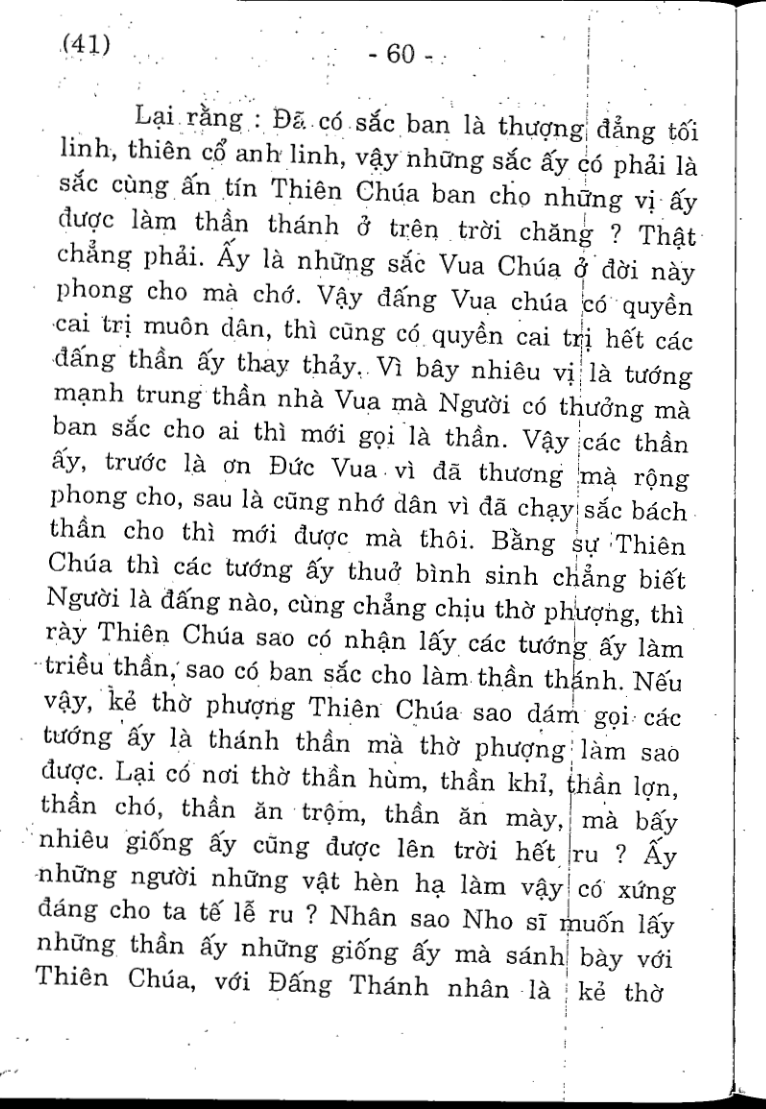 (41)
- 60 -
Lại rằng : Đã có sắc ban là thượng đẳng tối
linh, thiên cổ anh linh, vậy những sắc ấy có phải là
sắc cùng ấn tín Thiên Chúa ban cho những vị ấy
được làm thần thánh ở trên trời chăng ? Thật
chẳng phải. Ấy là những sắc Vua Chúa ở đời này
phong cho mà chớ. Vậy đấng Vua chúa có quyền
cai trị muôn dân, thì cũng có quyền cai trị hết các
đấng thần ấy thay thảy. Vì bây nhiêu vị là tướng
mạnh trung thần nhà Vua mà Người có thưởng mà
ban sắc cho ai thì mới gọi là thần. Vậy các thần
ấy, trước là ơn Đức Vua vì đã thương mà rộng
phong cho, sau là cũng nhớ dân vì đã chạy sắc bách
thần cho thì mới được mà thôi. Bằng sự Thiên
Chúa thì các tướng ấy thuở bình sinh chẳng biết
Người là đấng nào, cùng chẳng chịu thờ phượng, thì
rày Thiên Chúa sao có nhận lấy các tướng ấy làm
triều thần, sao có ban sắc cho làm thần thánh. Nếu
vậy, kẻ thờ phượng Thiên Chúa sao dám gọi các
tướng ấy là thánh thần mà thờ phượng làm sao
được. Lại có nơi thờ thần hùm, thần khỉ, thần lợn,
thần chó, thần ăn trộm, thần ăn mày, mà bấy
nhiêu giống ấy cũng được lên trời hết ru ? Ấy
những người những vật hèn hạ làm vậy có xứng
đáng cho ta tế lễ ru ? Nhân sao Nho sĩ muốn lấy
những thần ấy những giống ấy mà sánh bày với
Thiên Chúa, với Đấng Thánh nhân là kẻ thờ